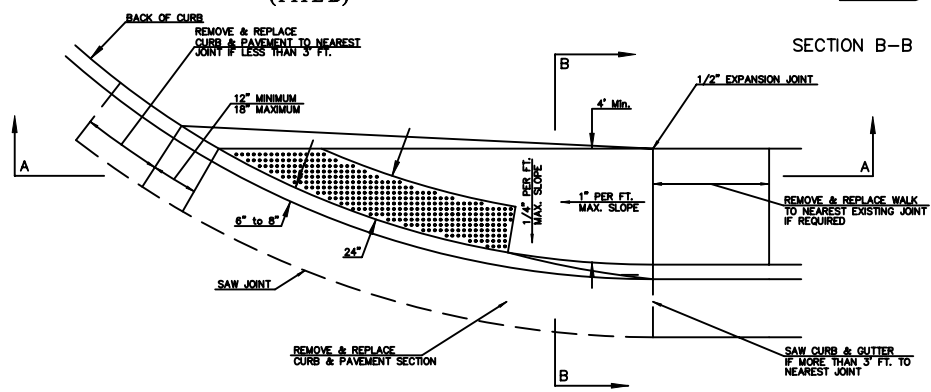 BACK OF CURB
REMOVE & REPLACE
CURB & PAVEMENT TO NEAREST
JOINT IF LESS THAN 3' FT.
SECTION B-B
B
1/2" EXPANSION JOINT
12" MINIMUM
18" MAXIMUM
4' Min.
A
A
1/4" PER FT.
MAX. SLOPE
1" PER FT.
MAX. SLOPE
REMOVE & REPLACE WALK
TO NEAREST EXISTING JOINT
IF REQUIRED
6" to 8"
24"
SAW JOINT
REMOVE & REPLACE
CURB & PAVEMENT SECTION
SAW CURB & GUTTER
IF MORE THAN 3' FT. TO
NEAREST JOINT
B